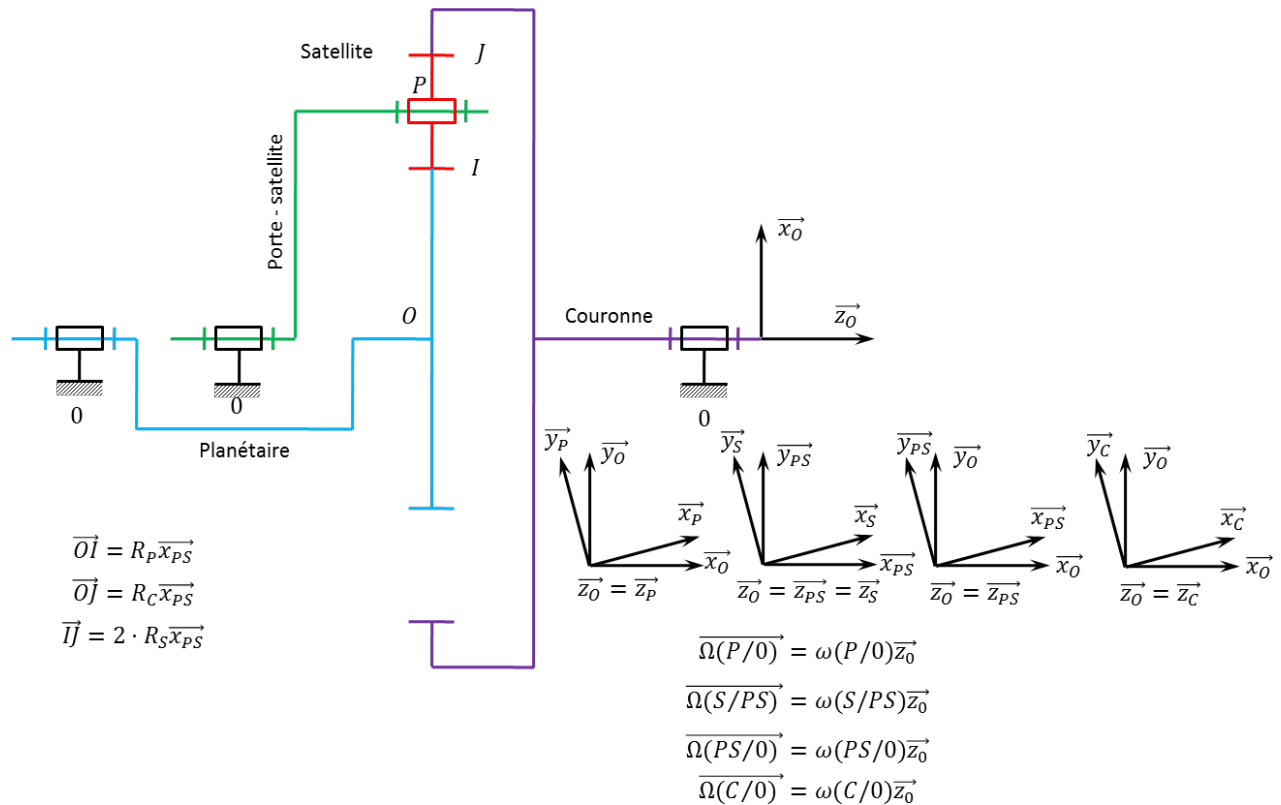 Satellite
J
P
I
Porte - satellite
O
Couronne
x_O→
z_O→
0
0
0
Planétaire
y_P→ y_O→ x_P→ x_O→
z_O→ = z_P→
y_S→ y_PS→ x_S→ x_PS→
z_O→ = z_PS→ = z_S→
y_PS→ y_O→ x_PS→ x_O→
z_O→ = z_PS→
y_C→ y_O→ x_C→ x_O→
z_O→ = z_C→
OI→ = R_P x_PS→
OJ→ = R_C x_PS→
IJ→ = 2 · R_S x_PS→
Ω(P/0)→ = ω(P/0)z_0→
Ω(S/PS)→ = ω(S/PS)z_0→
Ω(PS/0)→ = ω(PS/0)z_0→
Ω(C/0)→ = ω(C/0)z_0→